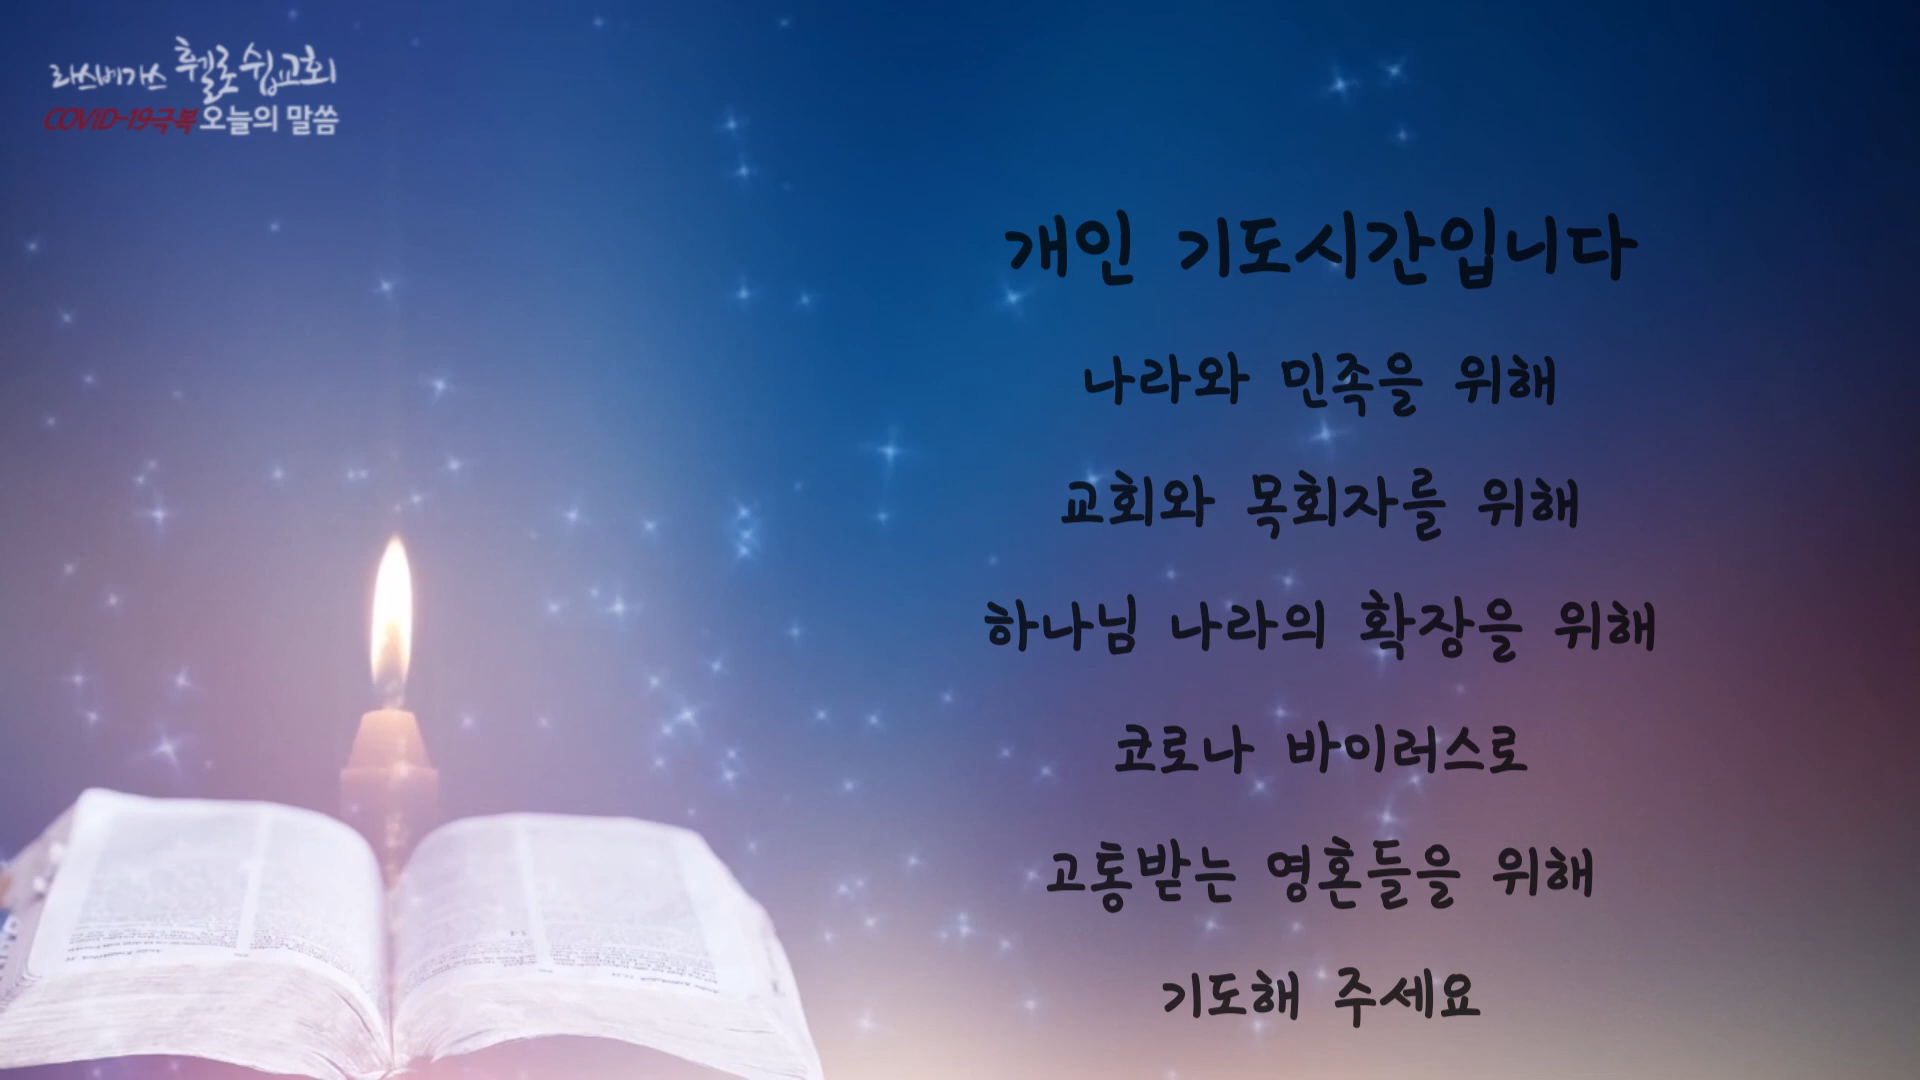 라스베가스 휄로쉽교회
COVID-19극복 오늘의 말씀
개인 기도시간입니다
나라와 민족을 위해
교회와 목회자를 위해
하나님 나라의 확장을 위해
코로나 바이러스로
고통받는 영혼들을 위해
기도해 주세요